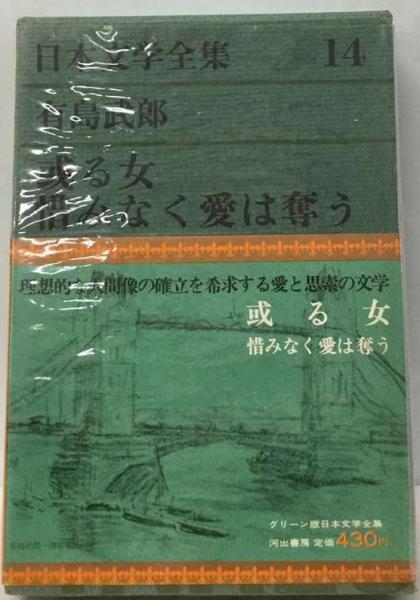 日本文学全集 14
有島武郎
或る女
惜みなく愛は奪う
理想的な人間像の確立を希求する愛と思索の文学
或る女
惜みなく愛は奪う
グリーン版日本文学全集
河出書房 定価430円